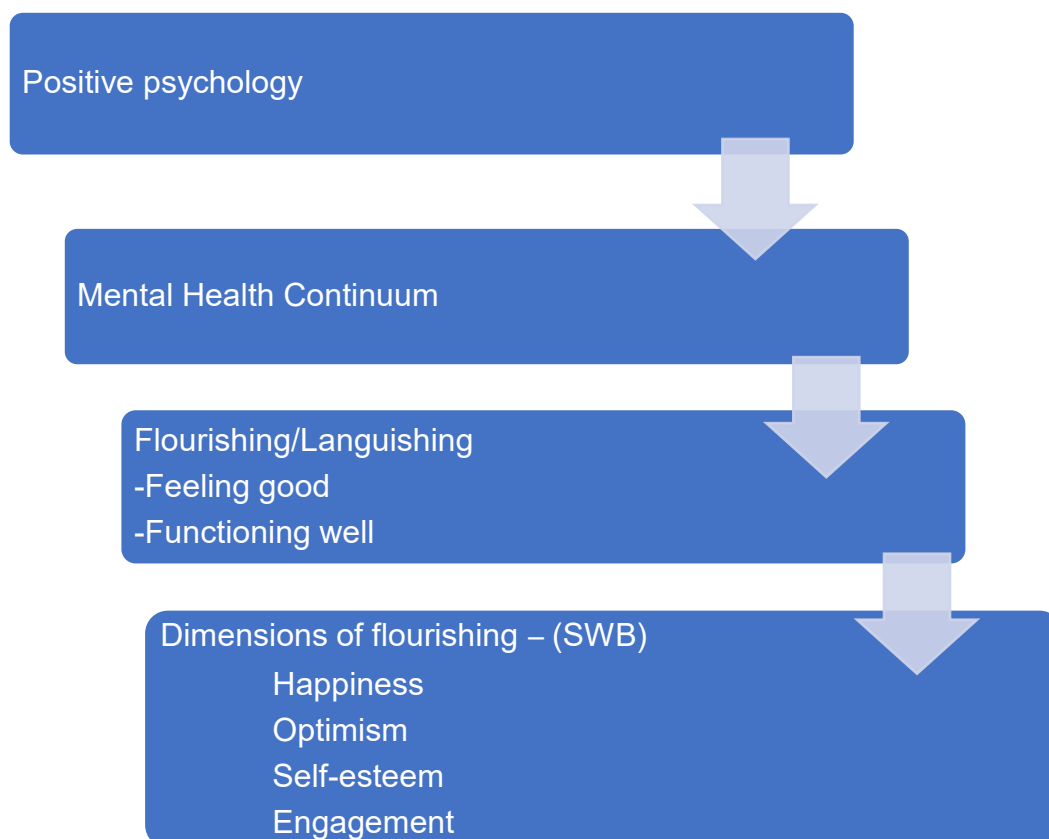 Positive psychology
Mental Health Continuum
Flourishing/Languishing
-Feeling good
-Functioning well
Dimensions of flourishing – (SWB)
Happiness
Optimism
Self-esteem
Engagement